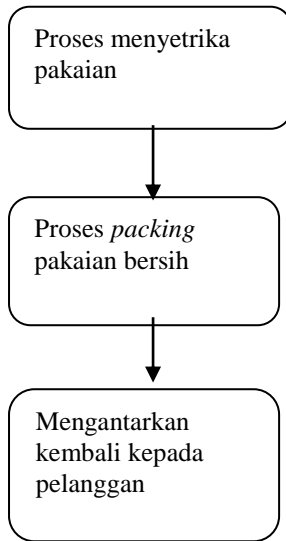 Proses menyetrika
pakaian
Proses packing
pakaian bersih
Mengantarkan
kembali kepada
pelanggan